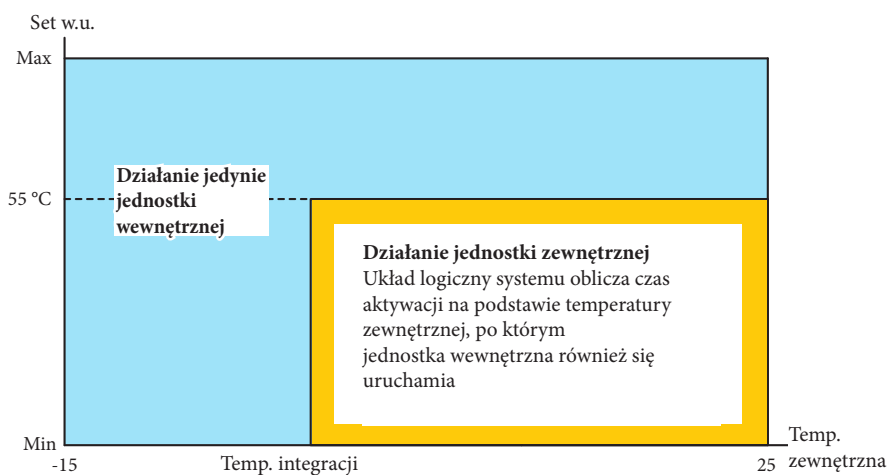 Set w.u.
Max
Działanie jedynie
jednostki
wewnętrznej
55 °C
Działanie jednostki zewnętrznej
Układ logiczny systemu oblicza czas
aktywacji na podstawie temperatury
zewnętrznej, po którym
jednostka wewnętrzna również się
uruchamia
Min
-15
Temp. integracji
25
Temp.
zewnętrzna